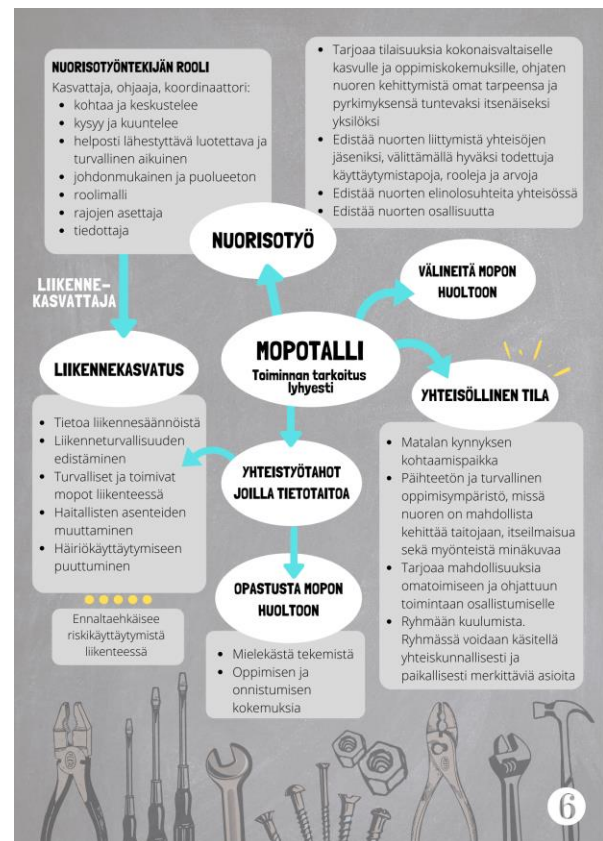 NUORISOTYÖNTEKIJÄN ROOLI
Kasvattaja, ohjaaja, koordinaattori:
• kohtaa ja keskustelee
• kysyy ja kuuntelee
• helposti lähestyttävä luotettava ja
turvallinen aikuinen
• johdonmukainen ja puolueeton
• roolimalli
• rajojen asettaja
• tiedottaja
• Tarjoaa tilaisuuksia kokonaisvaltaiselle
kasvulle ja oppimiskokemuksille, ohjaten
nuoren kehittymistä omat tarpeensa ja
pyrkimyksensä tuntevaksi itsenäiseksi
yksilöksi
• Edistää nuorten liittymistä yhteisöjen
jäseniksi, välittämällä hyväksi todettuja
käyttäytymistapoja, rooleja ja arvoja
• Edistää nuorten elinolosuhteita yhteisössä
• Edistää nuorten osallisuutta
NUORISOTYÖ
VÄLINEITÄ MOPON
HUOLTOON
LIIKENNE-
KASVATTAJA
MOPOTALLI
Toiminnan tarkoitus
lyhyesti
LIIKENNEKASVATUS
• Tietoa liikennesäännöistä
• Liikenneturvallisuuden
edistäminen
• Turvalliset ja toimivat
mopot liikenteessä
• Haitallisten asenteiden
muuttaminen
• Häiriökäyttäytymiseen
puuttuminen
Ennaltaehkäisee
riskikäyttäytymistä
liikenteessä
YHTEISTYÖTAHOT
JOILLA TIETOTAITOA
OPASTUSTA MOPON
HUOLTOON
• Mielekästä tekemistä
• Oppimisen ja
onnistumisen
kokemuksia
YHTEISÖLLINEN TILA
• Matalan kynnyksen
kohtaamispaikka
• Päihteetön ja turvallinen
oppimisympäristö, missä
nuoren on mahdollista
kehittää taitojaan, itseilmaisua
sekä myönteistä minäkuvaa
• Tarjoaa mahdollisuuksia
omatoimiseen ja ohjattuun
toimintaan osallistumiselle
• Ryhmään kuulumista.
Ryhmässä voidaan käsitellä
yhteiskunnallisesti ja
paikallisesti merkittäviä asioita
6